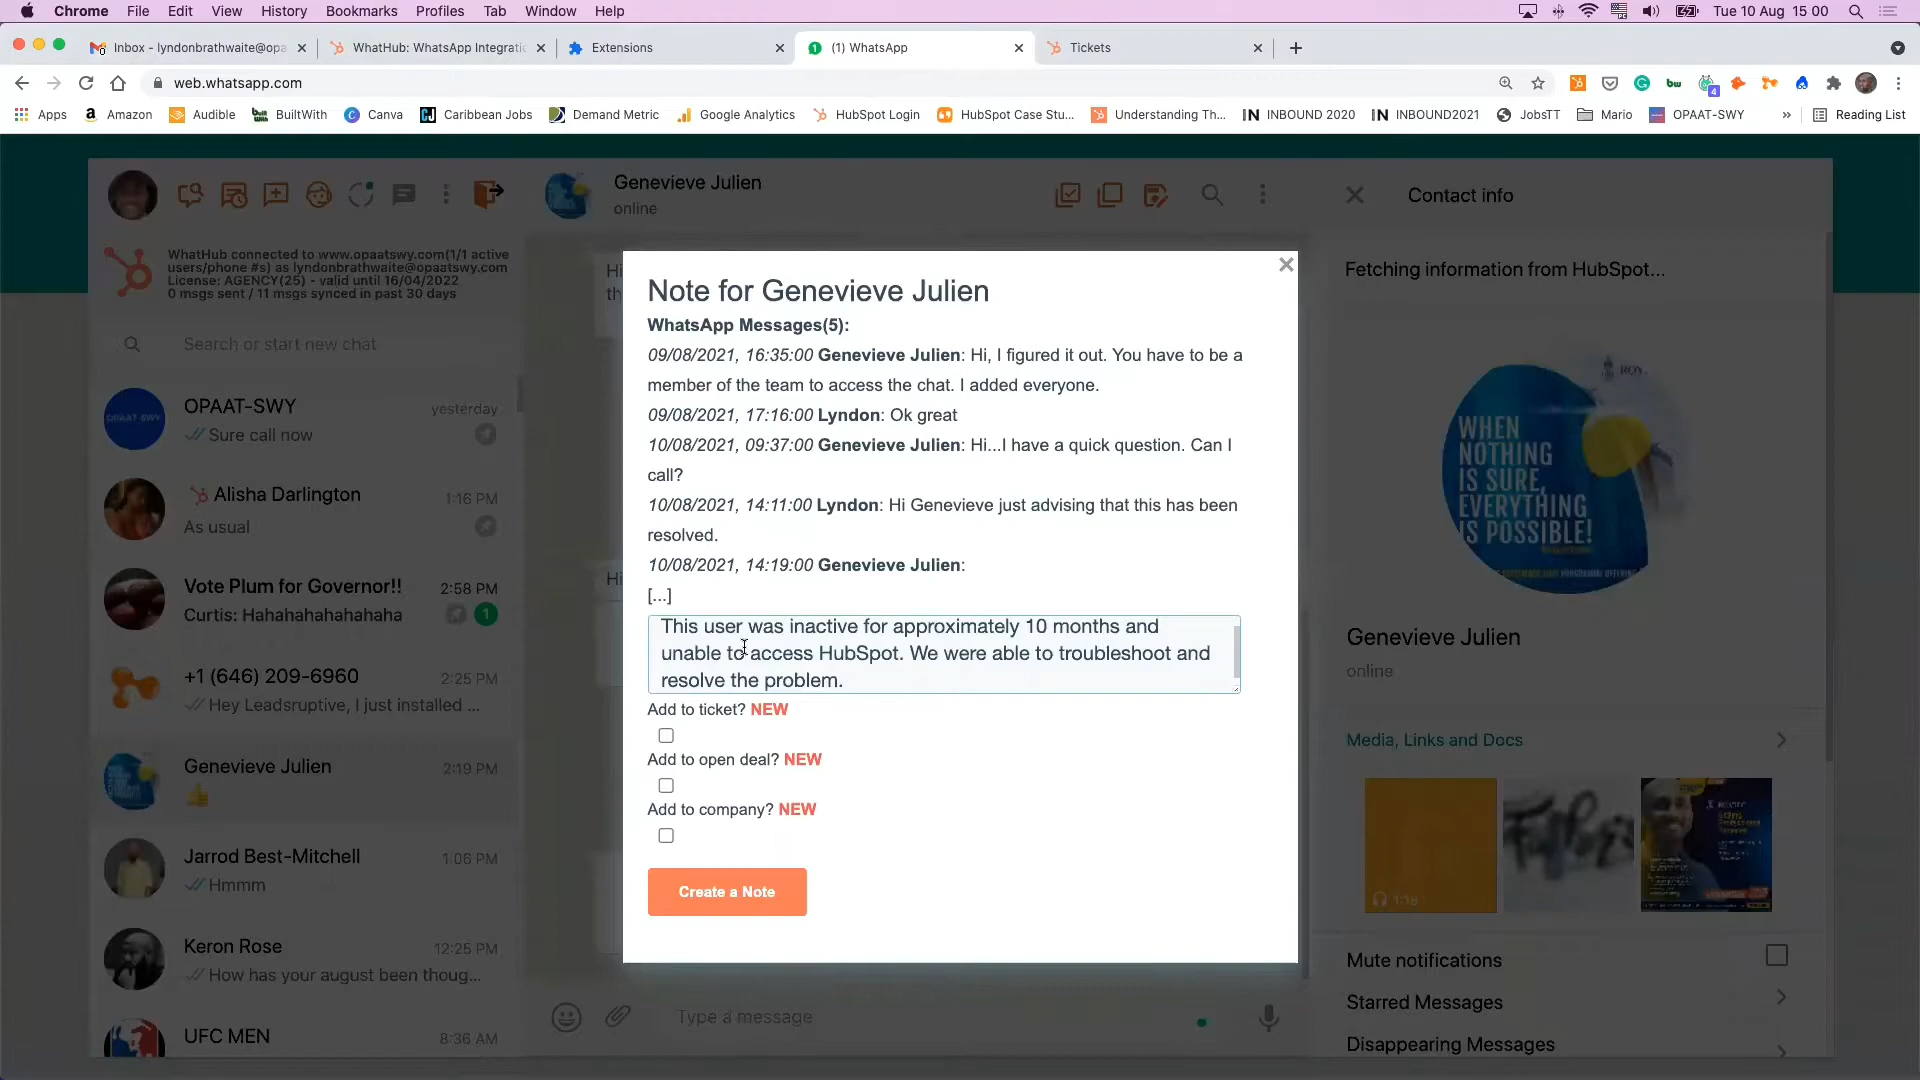 Chrome File Edit View History Bookmarks Profiles Tab Window Help
Tue 10 Aug 15 00
Inbox - lyndonbrathwaite@opa
WhatHub: WhatsApp Integratio
Extensions
(1) WhatsApp
Tickets
web.whatsapp.com
4
Apps Amazon Audible BuiltWith Canva Caribbean Jobs Demand Metric Google Analytics HubSpot Login HubSpot Case Stu... Understanding Th... INBOUND 2020 INBOUND2021 JobsTT Mario OPAAT-SWY » Reading List
Genevieve Julien
online
Contact info
WhatHub connected to www.opaatswy.com(1/1 active
users/phone #s) as lyndonbrathwaite@opaatswy.com
License: AGENCY(25) - valid until 16/04/2022
0 msgs sent / 11 msgs synced in past 30 days
Search or start new chat
OPAAT-SWY
yesterday
Sure call now
Alisha Darlington
1:16 PM
As usual
Vote Plum for Governor!!
2:58 PM
Curtis: Hahahahahahahaha
1
+1 (646) 209-6960
2:25 PM
Hey Leadsruptive, I just installed ...
Genevieve Julien
2:19 PM
👍
Jarrod Best-Mitchell
1:06 PM
Hmmm
Keron Rose
12:25 PM
How has your august been thoug...
UFC MEN
8:36 AM
Hi
th
Hi
Note for Genevieve Julien
WhatsApp Messages(5):
09/08/2021, 16:35:00 Genevieve Julien: Hi, I figured it out. You have to be a
member of the team to access the chat. I added everyone.
09/08/2021, 17:16:00 Lyndon: Ok great
10/08/2021, 09:37:00 Genevieve Julien: Hi...I have a quick question. Can I
call?
10/08/2021, 14:11:00 Lyndon: Hi Genevieve just advising that this has been
resolved.
10/08/2021, 14:19:00 Genevieve Julien:
[...]
This user was inactive for approximately 10 months and
unable to access HubSpot. We were able to troubleshoot and
resolve the problem.
Add to ticket? NEW
Add to open deal? NEW
Add to company? NEW
Create a Note
Type a message
Fetching information from HubSpot...
WHEN
NOTHING
IS SURE,
EVERYTHING
IS POSSIBLE!
Genevieve Julien
online
Media, Links and Docs
1:18
Mute notifications
Starred Messages
Disappearing Messages